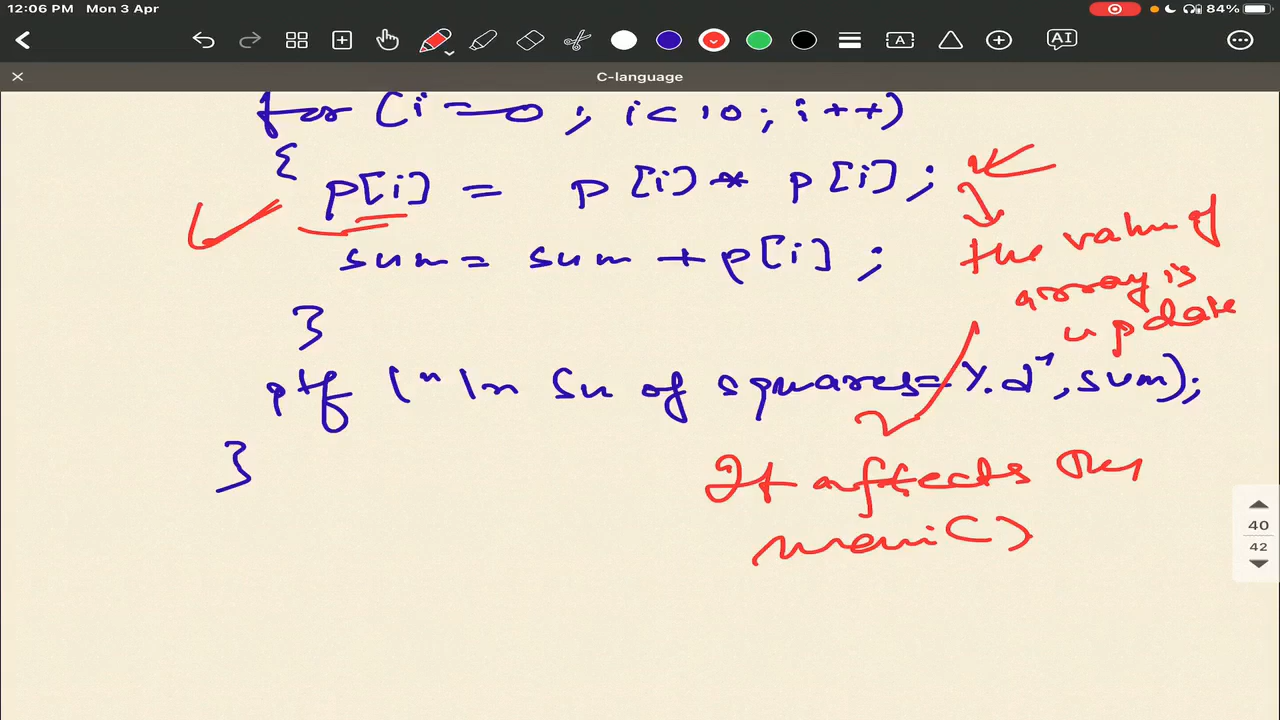 12:06 PM Mon 3 Apr
84%
A
AI
C-language
for (i=0 ; i<10; i++)
{
p[i] = p[i] * p[i];
sum = sum + p[i];
}
the value of
array is
update
ptf ("\n Su of squares=%d",sum);
}
It affects the
main()
40
42